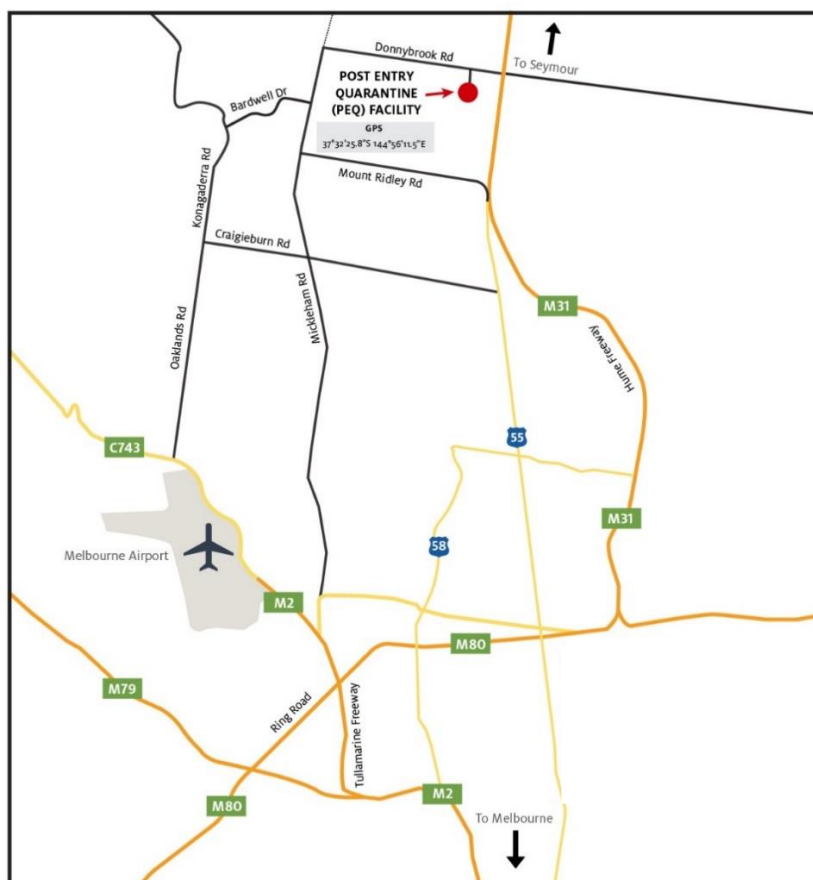 Donnybrook Rd
To Seymour
POST ENTRY
QUARANTINE
(PEQ) FACILITY
GPS
37°32'25.8"S 144°56'11.5"E
Bardwell Dr
Mount Ridley Rd
Konagaderra Rd
Craigieburn Rd
Mickleham Rd
Oaklands Rd
M31
Hume Freeway
C743
55
58
M31
Melbourne Airport
M2
M80
M79
Ring Road
Tullamarine Freeway
M80
M2
To Melbourne